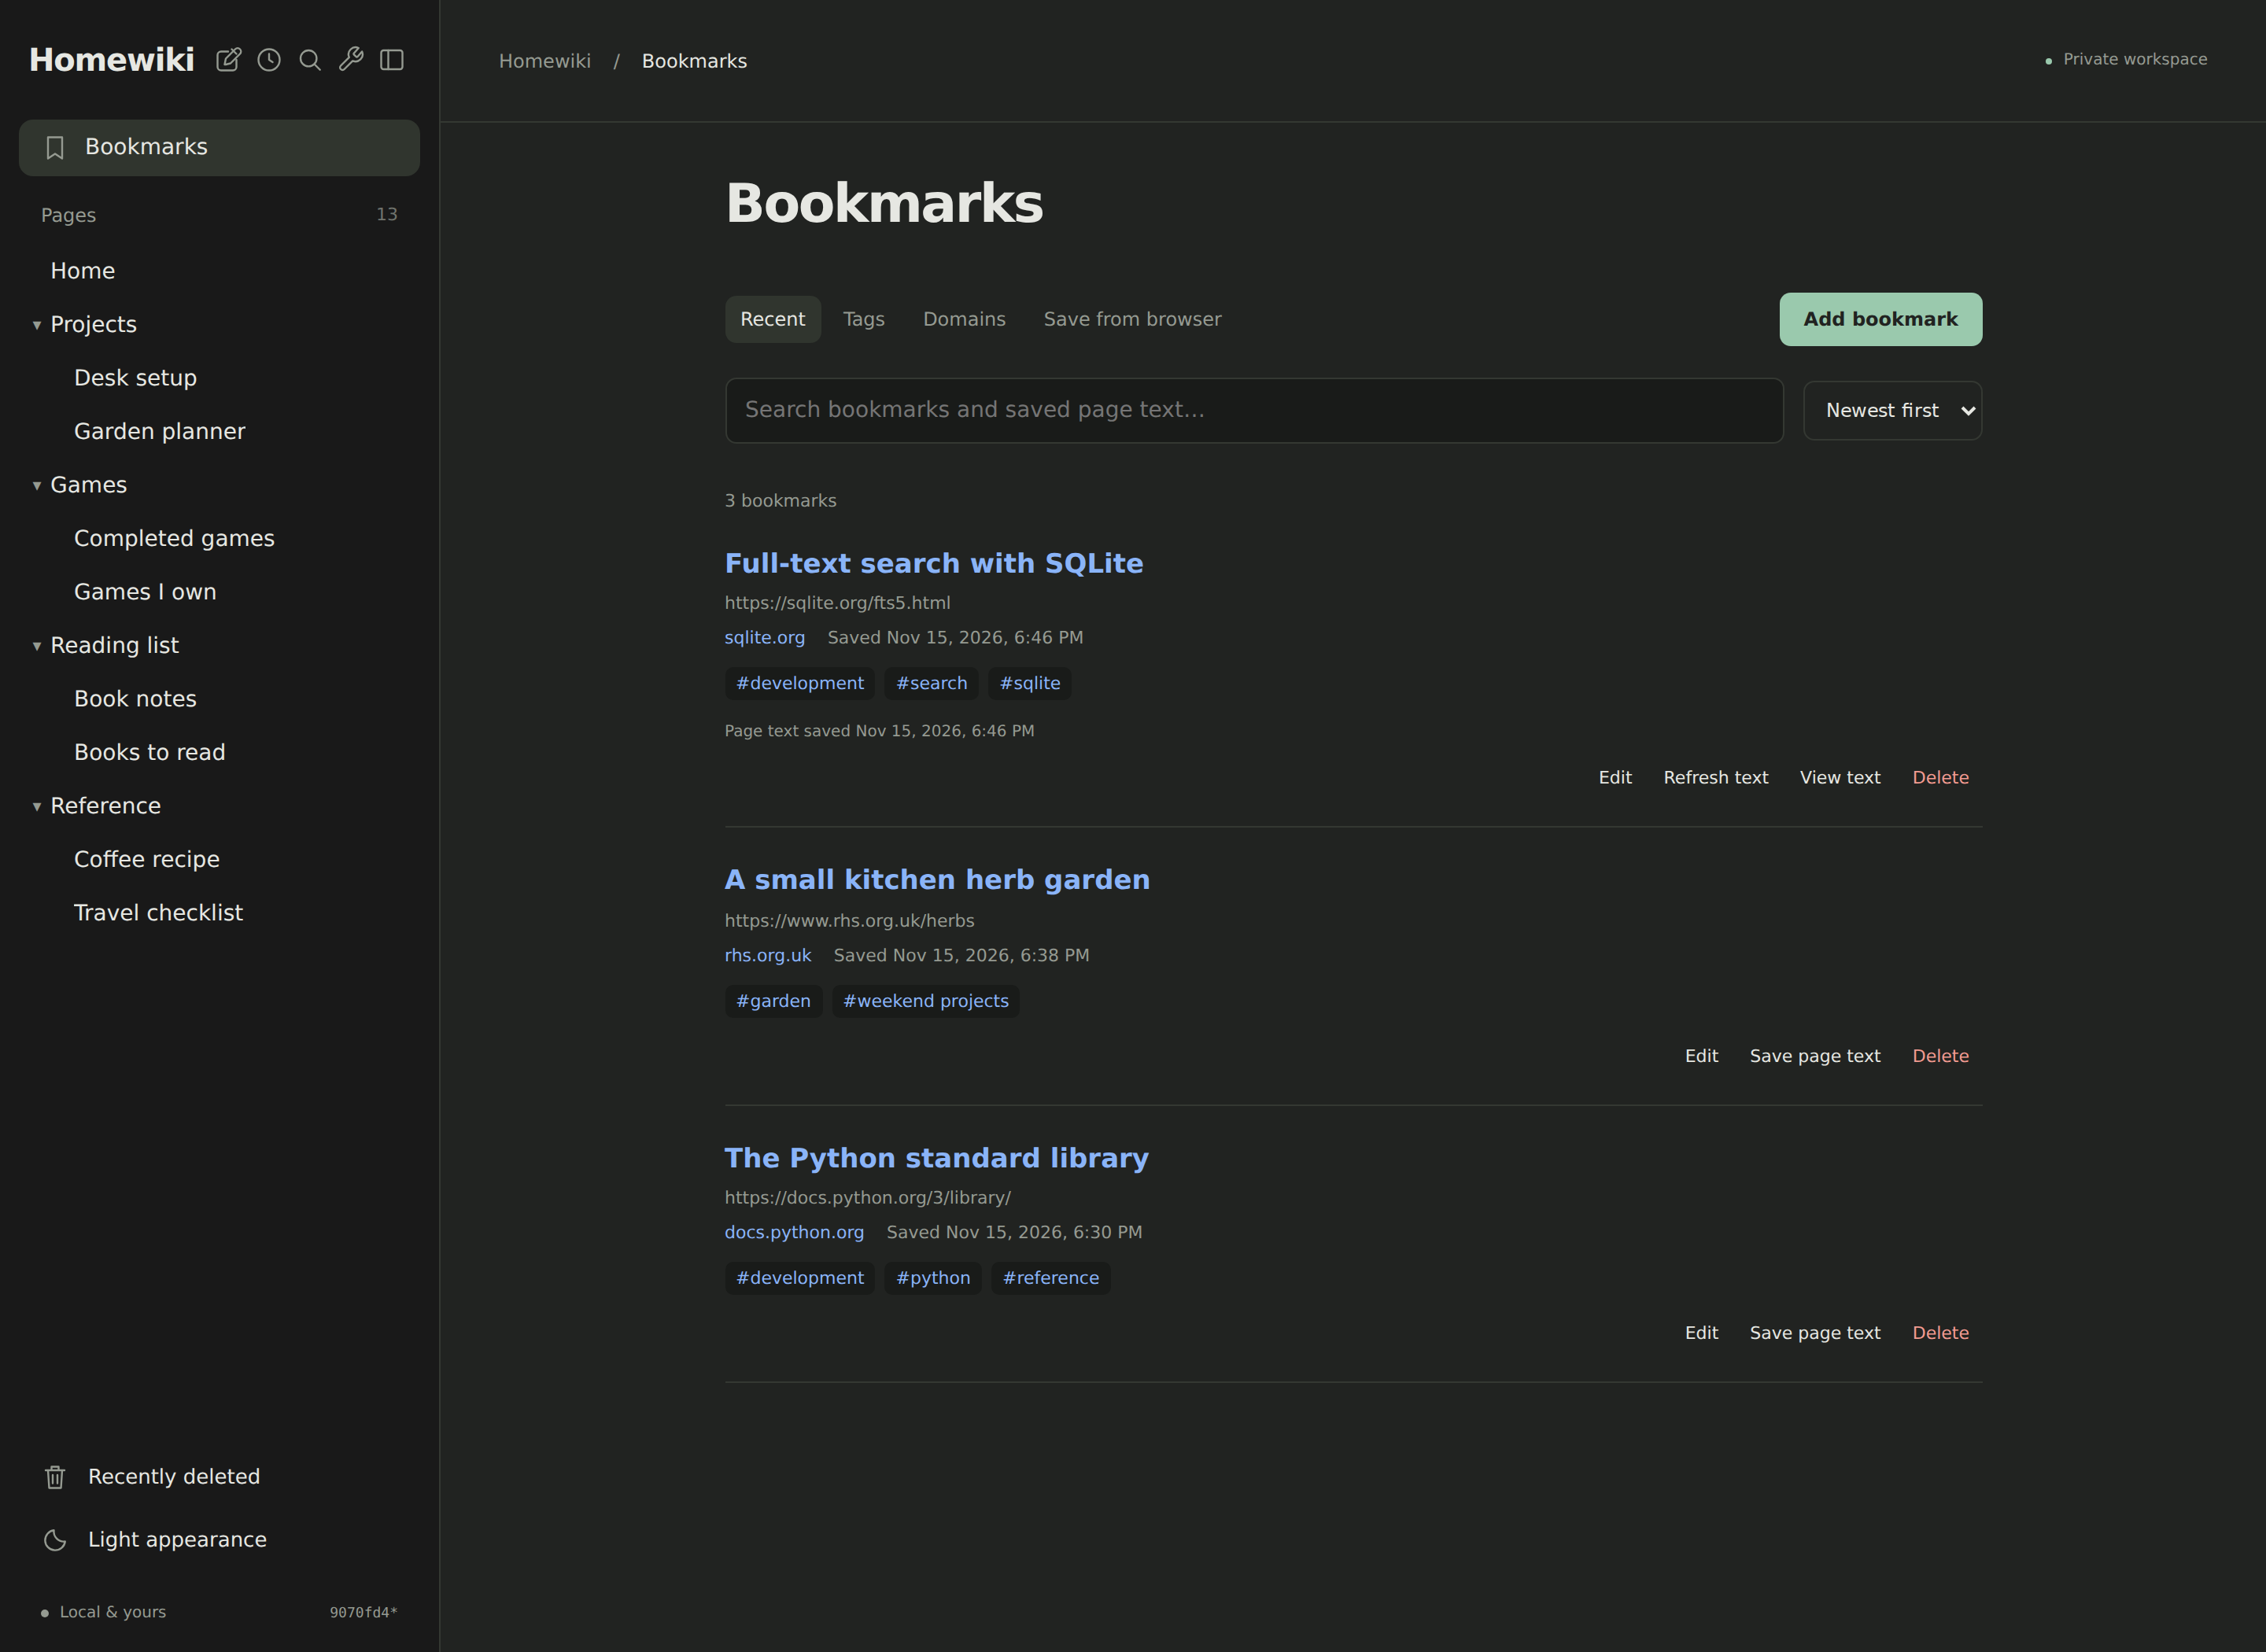 Homewiki
Bookmarks
Pages 13
Home
▾ Projects
Desk setup
Garden planner
▾ Games
Completed games
Games I own
▾ Reading list
Book notes
Books to read
▾ Reference
Coffee recipe
Travel checklist
Recently deleted
Light appearance
Local & yours 9070fd4*
Homewiki / Bookmarks
Private workspace
Bookmarks
Recent Tags Domains Save from browser Add bookmark
Search bookmarks and saved page text... Newest first
3 bookmarks
Full-text search with SQLite
https://sqlite.org/fts5.html
sqlite.org Saved Nov 15, 2026, 6:46 PM
#development #search #sqlite
Page text saved Nov 15, 2026, 6:46 PM
Edit Refresh text View text Delete
A small kitchen herb garden
https://www.rhs.org.uk/herbs
rhs.org.uk Saved Nov 15, 2026, 6:38 PM
#garden #weekend projects
Edit Save page text Delete
The Python standard library
https://docs.python.org/3/library/
docs.python.org Saved Nov 15, 2026, 6:30 PM
#development #python #reference
Edit Save page text Delete